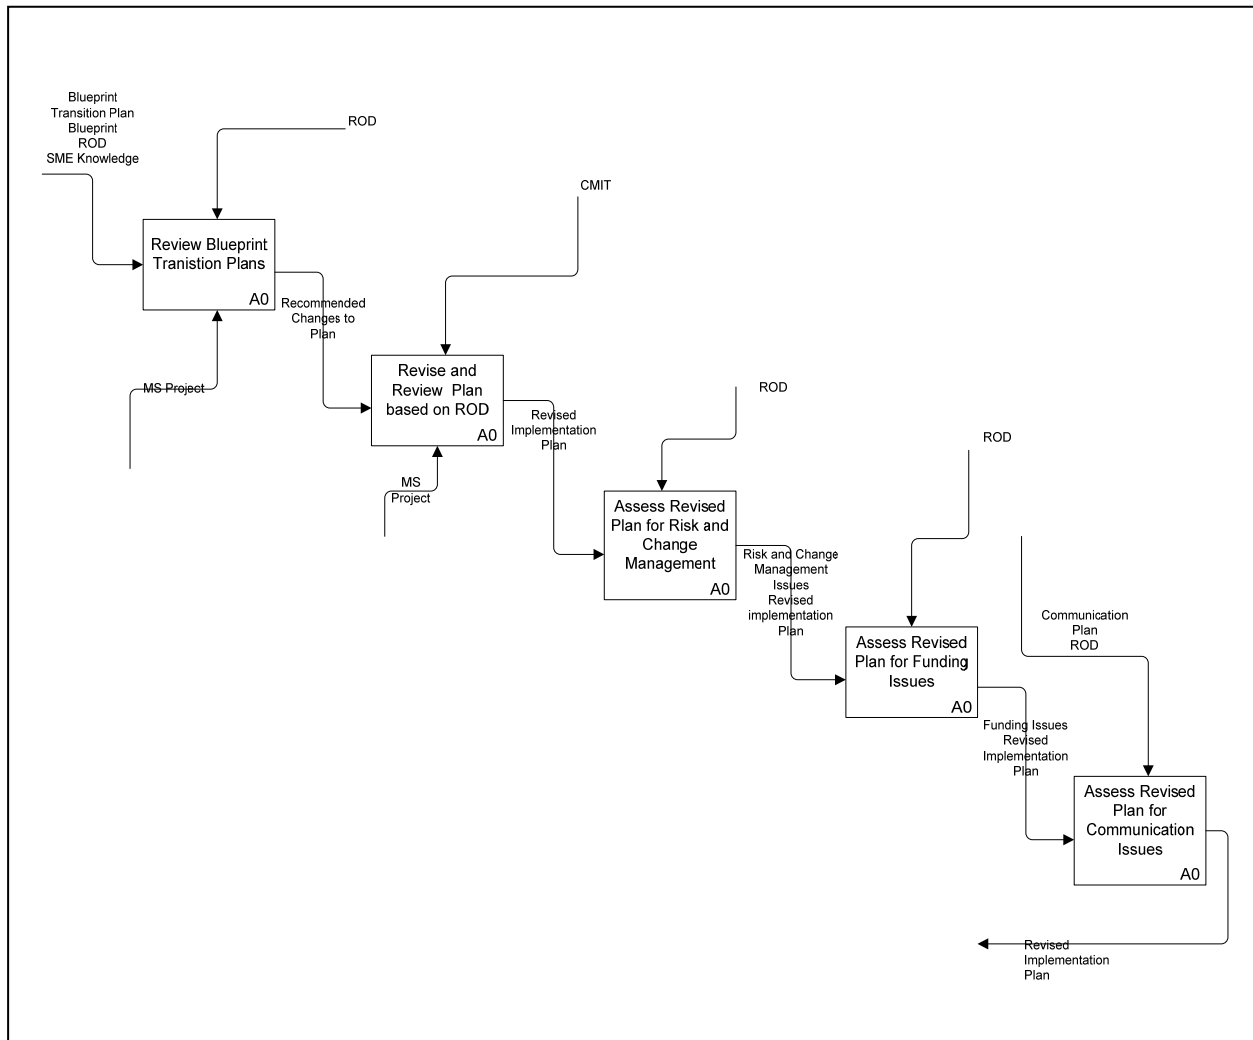 Blueprint
Transition Plan
Blueprint
ROD
SME Knowledge
ROD
CMIT
Review Blueprint
Tranistion Plans
A0
Recommended
Changes to
Plan
MS Project
Revise and
Review Plan
based on ROD
A0
Revised
Implementation
Plan
MS
Project
ROD
ROD
Assess Revised
Plan for Risk and
Change
Management
A0
Risk and Change
Management
Issues
Revised
implementation
Plan
Communication
Plan
ROD
Assess Revised
Plan for Funding
Issues
A0
Funding Issues
Revised
Implementation
Plan
Assess Revised
Plan for
Communication
Issues
A0
Revised
Implementation
Plan